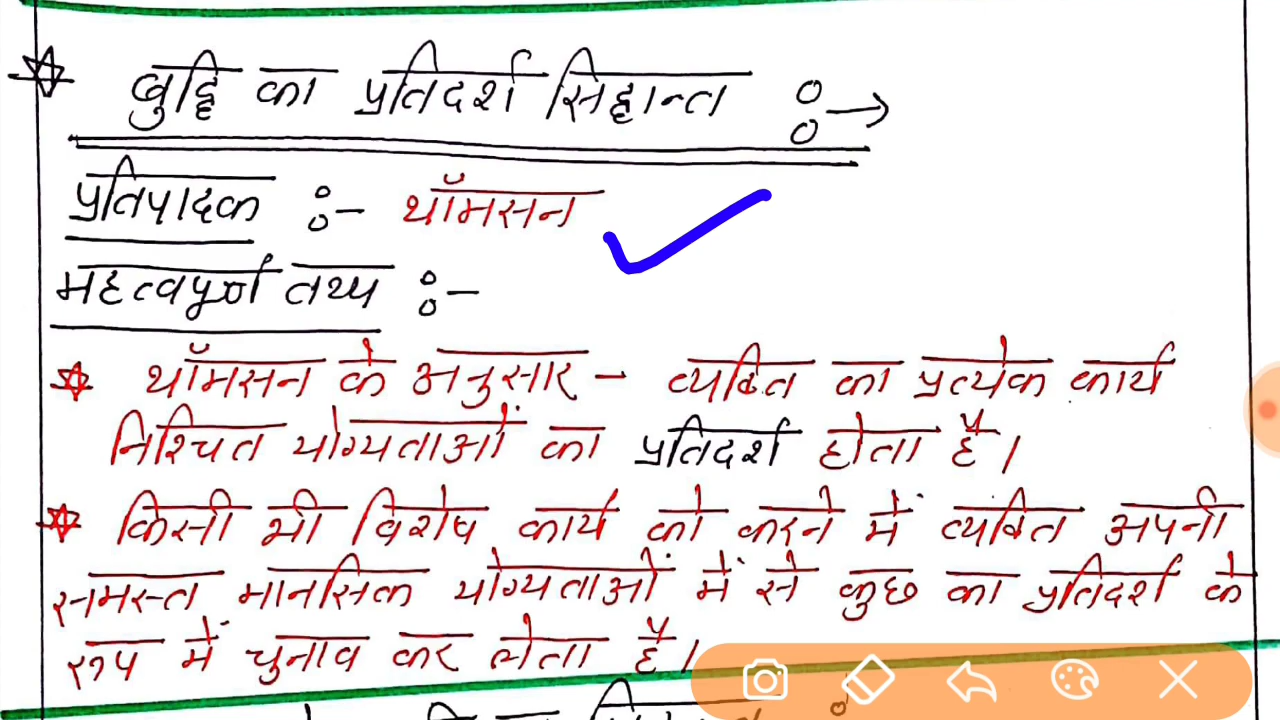 बुद्धि का प्रतिदर्श सिद्धान्त :→
प्रतिपादक :- थॉमसन
महत्वपूर्ण तथ्य :-
थॉमसन के अनुसार - व्यक्ति का प्रत्येक कार्य
निश्चित योग्यताओं का प्रतिदर्श होता है।
किसी भी विशेष कार्य को करने में व्यक्ति अपनी
समस्त मानसिक योग्यताओं में से कुछ का प्रतिदर्श के
रूप में चुनाव कर लेता है।